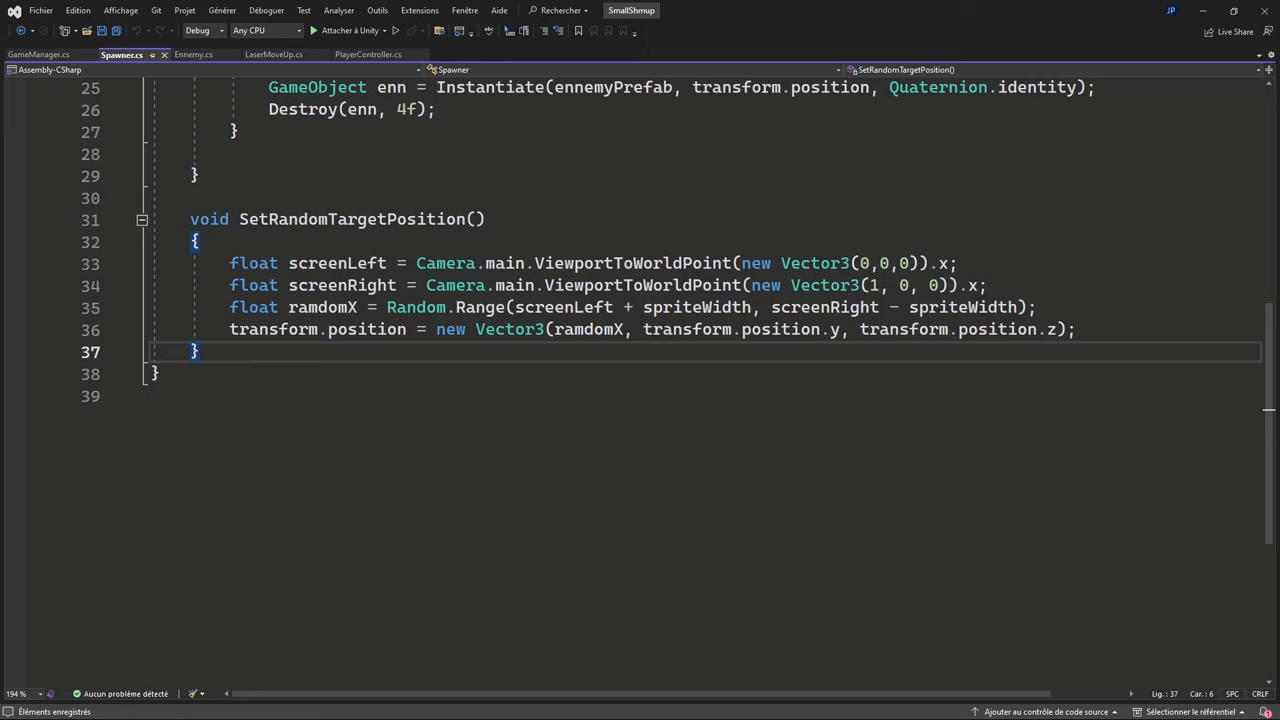 Fichier Edition Affichage Git Projet Générer Déboguer Test Analyser Outils Extensions Fenêtre Aide Rechercher SmallShmup JP
Debug Any CPU Attacher à Unity Live Share
GameManager.cs Spawner.cs Ennemy.cs LaserMoveUp.cs PlayerController.cs
Assembly-CSharp Spawner SetRandomTargetPosition()
25 GameObject enn = Instantiate(ennemyPrefab, transform.position, Quaternion.identity);
26 Destroy(enn, 4f);
27 }
28
29 }
30
31 void SetRandomTargetPosition()
32 {
33 float screenLeft = Camera.main.ViewportToWorldPoint(new Vector3(0,0,0)).x;
34 float screenRight = Camera.main.ViewportToWorldPoint(new Vector3(1, 0, 0)).x;
35 float ramdomX = Random.Range(screenLeft + spriteWidth, screenRight - spriteWidth);
36 transform.position = new Vector3(ramdomX, transform.position.y, transform.position.z);
37 }
38 }
39
194 % Aucun problème détecté Lig. : 37 Car. : 6 SPC CRLF
Éléments enregistrés Ajouter au contrôle de code source Sélectionner le référentiel 1